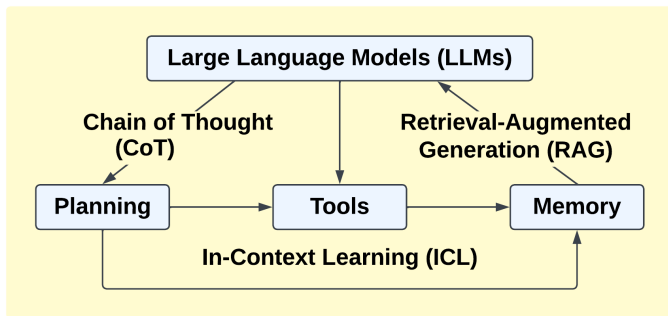 Large Language Models (LLMs)
Chain of Thought
(CoT)
Retrieval-Augmented
Generation (RAG)
Planning
Tools
Memory
In-Context Learning (ICL)